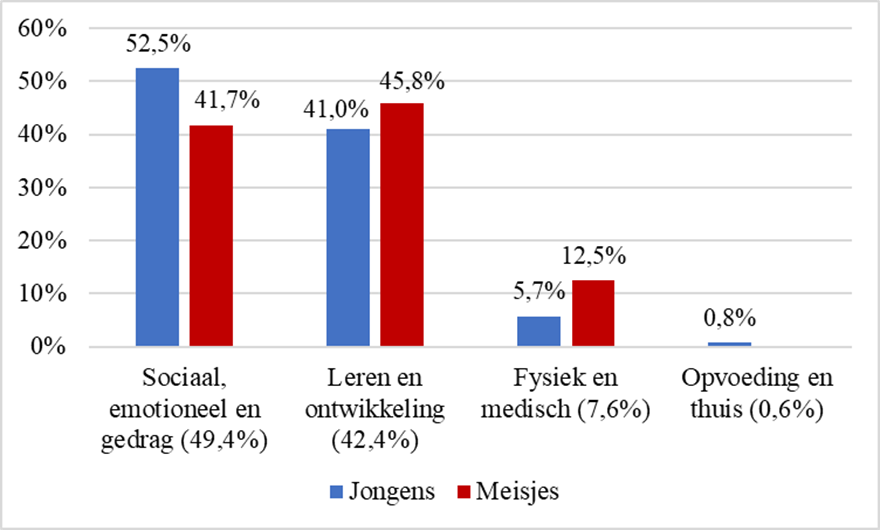 60%
50%
40%
30%
20%
10%
0%
52,5%
41,7%
41,0%
45,8%
5,7%
12,5%
0,8%
Sociaal,
emotioneel en
gedrag (49,4%)
Leren en
ontwikkeling
(42,4%)
Fysiek en
medisch (7,6%)
Opvoeding en
thuis (0,6%)
Jongens Meisjes